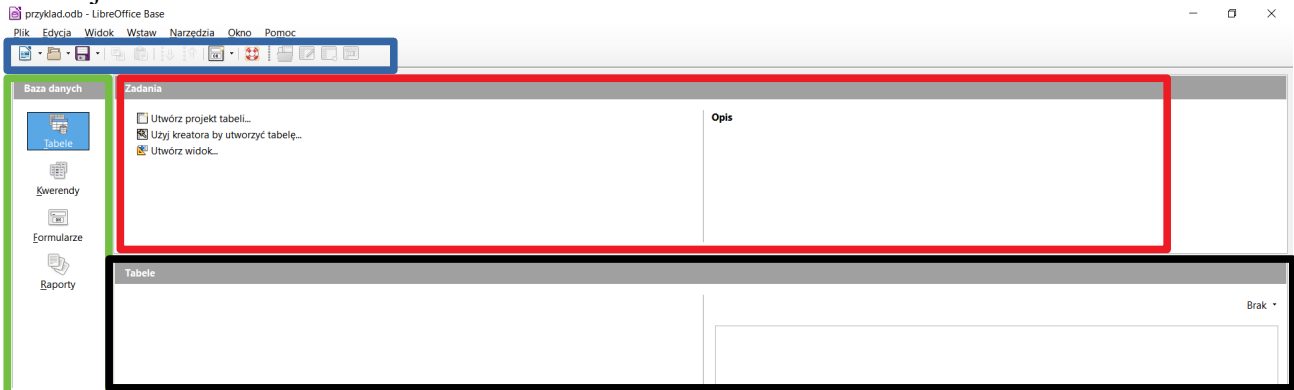 przyklad.odb - LibreOffice Base
Plik Edycja Widok Wstaw Narzędzia Okno Pomoc
Baza danych
Zadania
Tabele
Kwerendy
Formularze
Raporty
Utwórz projekt tabeli...
Użyj kreatora by utworzyć tabelę...
Utwórz widok...
Opis
Tabele
Brak